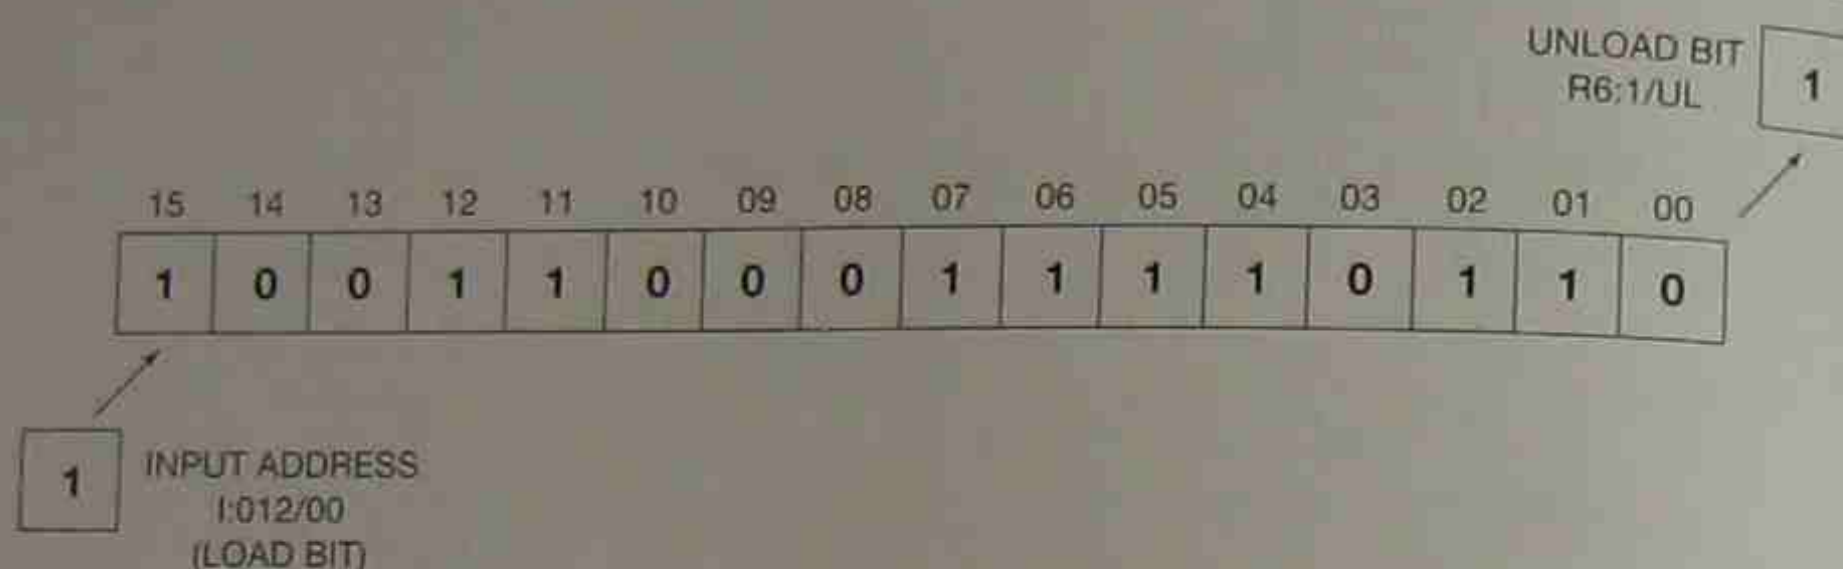 UNLOAD BIT
R6:1/UL
1
15 14 13 12 11 10 09 08 07 06 05 04 03 02 01 00
1 0 0 1 1 0 0 0 1 1 1 1 0 1 1 0
1
INPUT ADDRESS
I:012/00
(LOAD BIT)